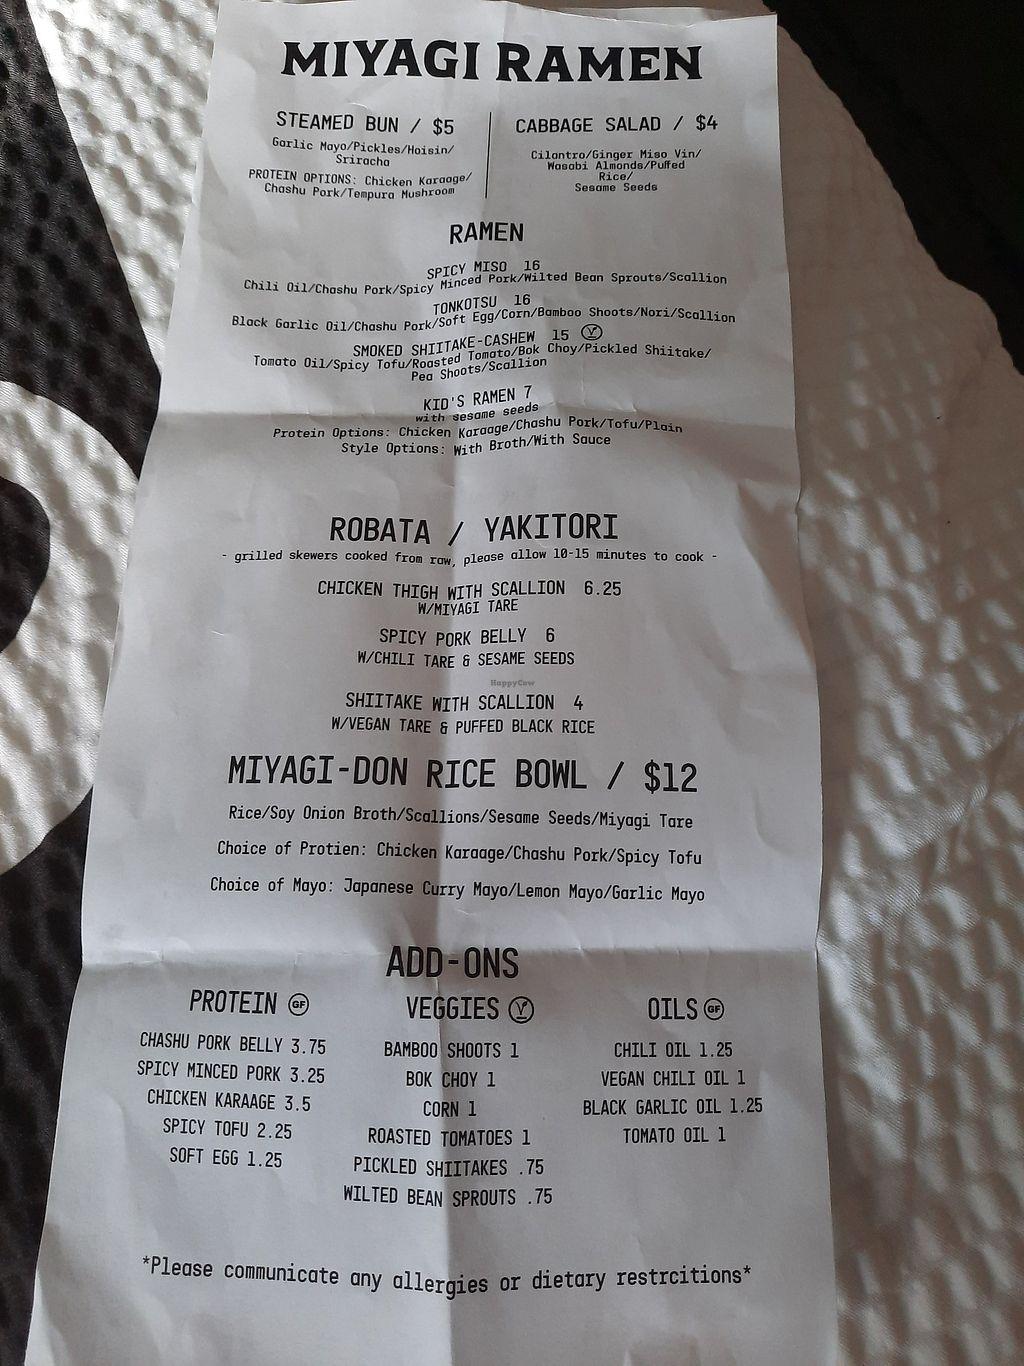 MIYAGI RAMEN
STEAMED BUN / $5
Garlic Mayo/Pickles/Hoisin/
Sriracha
PROTEIN OPTIONS: Chicken Karaage/
Chashu Pork/Tempura Mushroom
CABBAGE SALAD / $4
Cilantro/Ginger Miso Vin/
Wasabi Almonds/Puffed
Rice/
Sesame Seeds
RAMEN
SPICY MISO 16
Chili Oil/Chashu Pork/Spicy Minced Pork/Wilted Bean Sprouts/Scallion
TONKOTSU 16
Black Garlic Oil/Chashu Pork/Soft Egg/Corn/Bamboo Shoots/Nori/Scallion
SMOKED SHIITAKE-CASHEW 15 V
Tomato Oil/Spicy Tofu/Roasted Tomato/Bok Choy/Pickled Shiitake/
Pea Shoots/Scallion
KID'S RAMEN 7
with sesame seeds
Protein Options: Chicken Karaage/Chashu Pork/Tofu/Plain
Style Options: With Broth/With Sauce
ROBATA / YAKITORI
- grilled skewers cooked from raw, please allow 10-15 minutes to cook -
CHICKEN THIGH WITH SCALLION 6.25
W/MIYAGI TARE
SPICY PORK BELLY 6
W/CHILI TARE & SESAME SEEDS
HappyCow
SHIITAKE WITH SCALLION 4
W/VEGAN TARE & PUFFED BLACK RICE
MIYAGI-DON RICE BOWL / $12
Rice/Soy Onion Broth/Scallions/Sesame Seeds/Miyagi Tare
Choice of Protien: Chicken Karaage/Chashu Pork/Spicy Tofu
Choice of Mayo: Japanese Curry Mayo/Lemon Mayo/Garlic Mayo
ADD-ONS
PROTEIN GF
CHASHU PORK BELLY 3.75
SPICY MINCED PORK 3.25
CHICKEN KARAAGE 3.5
SPICY TOFU 2.25
SOFT EGG 1.25
VEGGIES V
BAMBOO SHOOTS 1
BOK CHOY 1
CORN 1
ROASTED TOMATOES 1
PICKLED SHIITAKES .75
WILTED BEAN SPROUTS .75
OILS GF
CHILI OIL 1.25
VEGAN CHILI OIL 1
BLACK GARLIC OIL 1.25
TOMATO OIL 1
*Please communicate any allergies or dietary restrcitions*